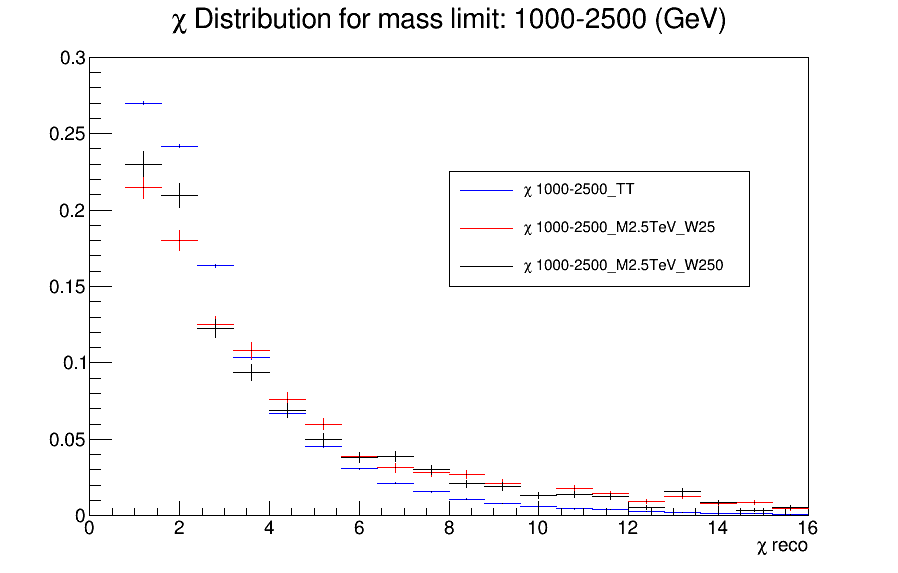 χ Distribution for mass limit: 1000-2500 (GeV)
0.3
0.25
0.2
0.15
0.1
0.05
0
χ 1000-2500_TT
χ 1000-2500_M2.5TeV_W25
χ 1000-2500_M2.5TeV_W250
0 2 4 6 8 10 12 14 16
χ reco